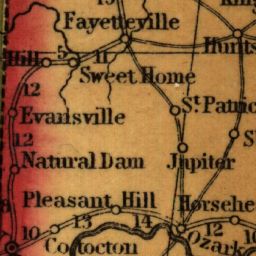 15
Fayetteville
Hunts
Hill 5 11
Sweet Home
12
St. Patric
Evansville
12
Natural Dam
Jupiter
Pleasant Hill
Horsehe
10 13 14 12
Ozark